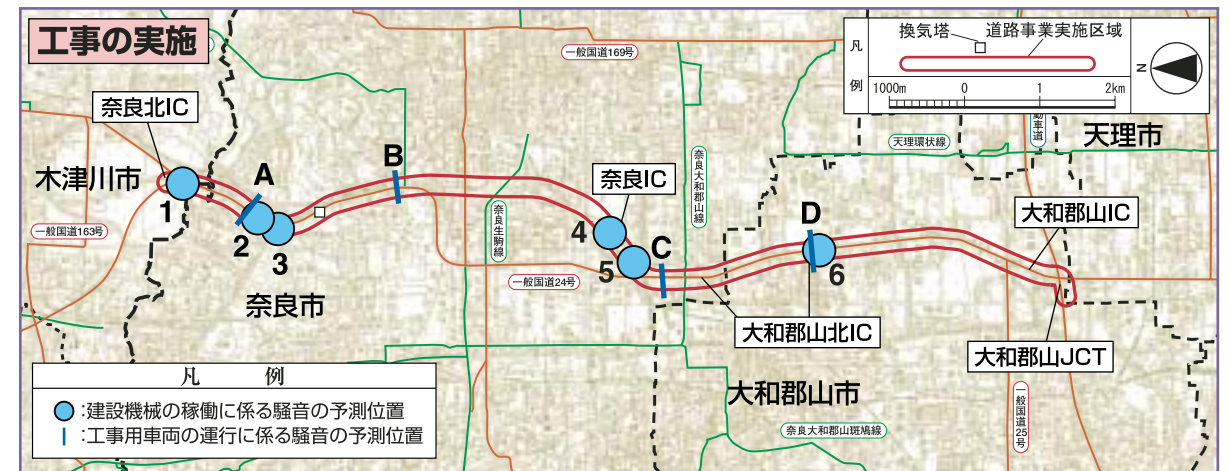 工事の実施
一般国道169号
凡例
換気塔
道路事業実施区域
1000m 0 1 2km
N
奈良北IC
木津川市
一般国道163号
1
A
2
3
B
奈良市
奈良生駒線
奈良IC
4
5
C
奈良大和郡山線
一般国道24号
D
6
天理環状線
動車道
天理市
大和郡山IC
大和郡山北IC
大和郡山JCT
大和郡山市
一般国道25号
奈良大和郡山斑鳩線
凡 例
:建設機械の稼働に係る騒音の予測位置
:工事用車両の運行に係る騒音の予測位置